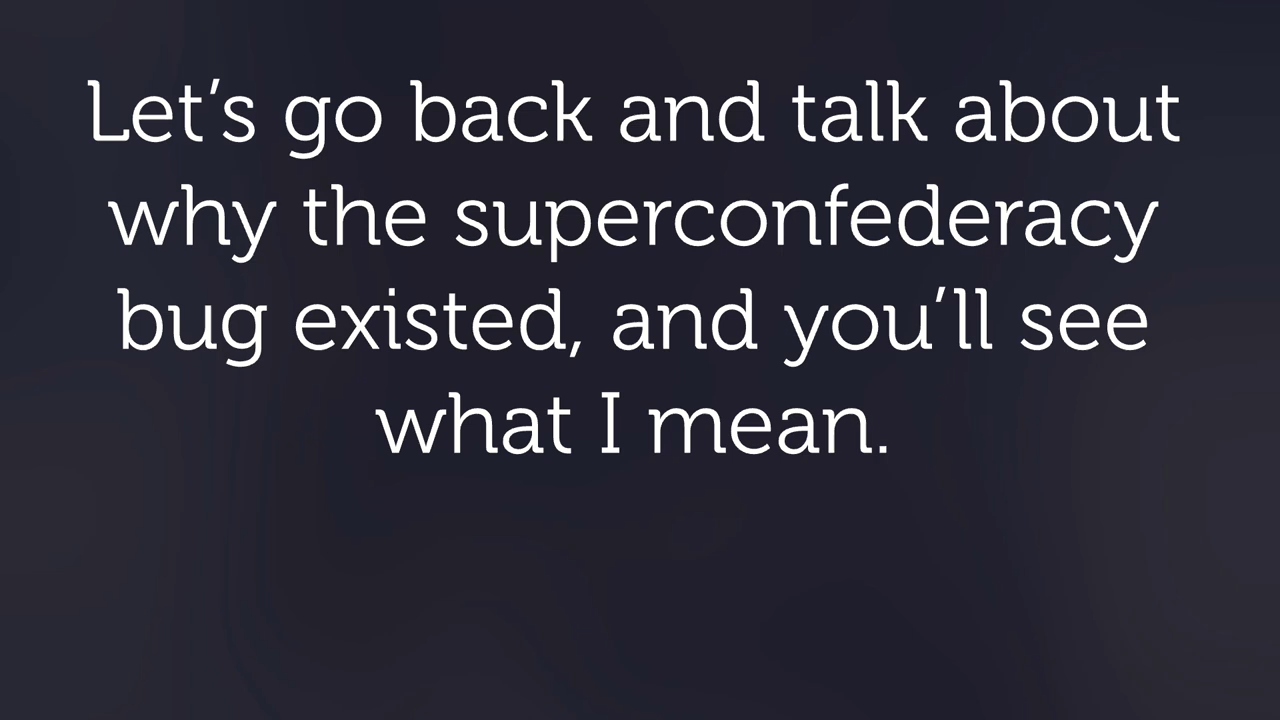 Let’s go back and talk about
why the superconfederacy
bug existed, and you’ll see
what I mean.